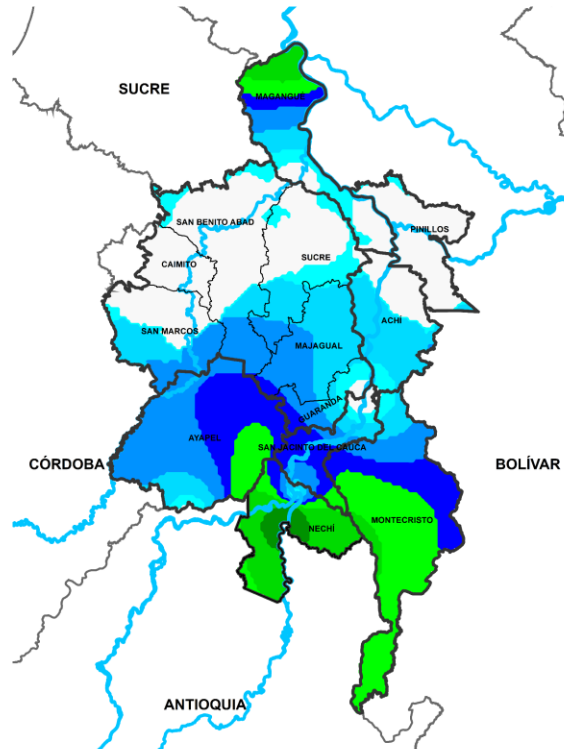 SUCRE
MAGANGUÉ
SAN BENITO ABAD
PINILLOS
CAIMITO
SUCRE
ACHÍ
SAN MARCOS
MAJAGUAL
GUARANDA
AYAPEL
SAN JACINTO DEL CAUCA
CÓRDOBA
BOLÍVAR
MONTECRISTO
NECHÍ
ANTIOQUIA